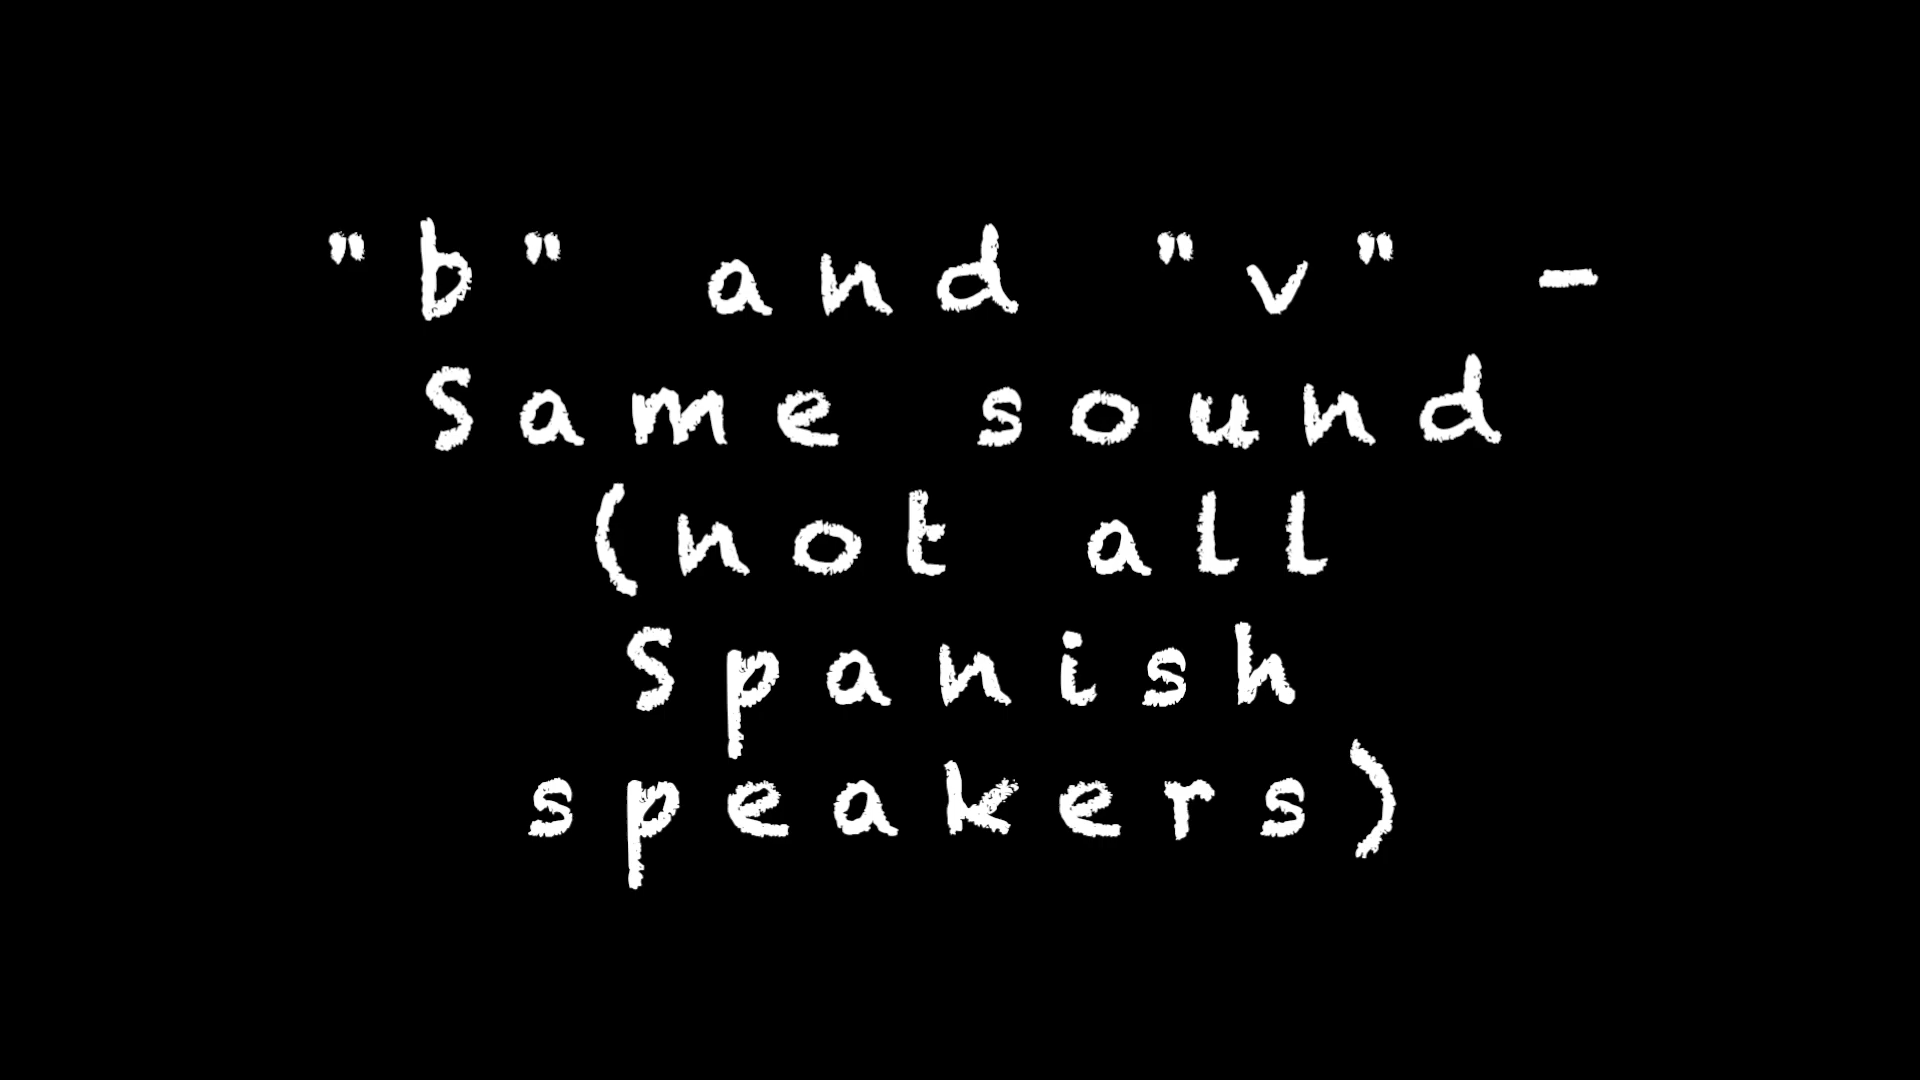 "b" and "v" -
Same sound
(not all
Spanish
speakers)